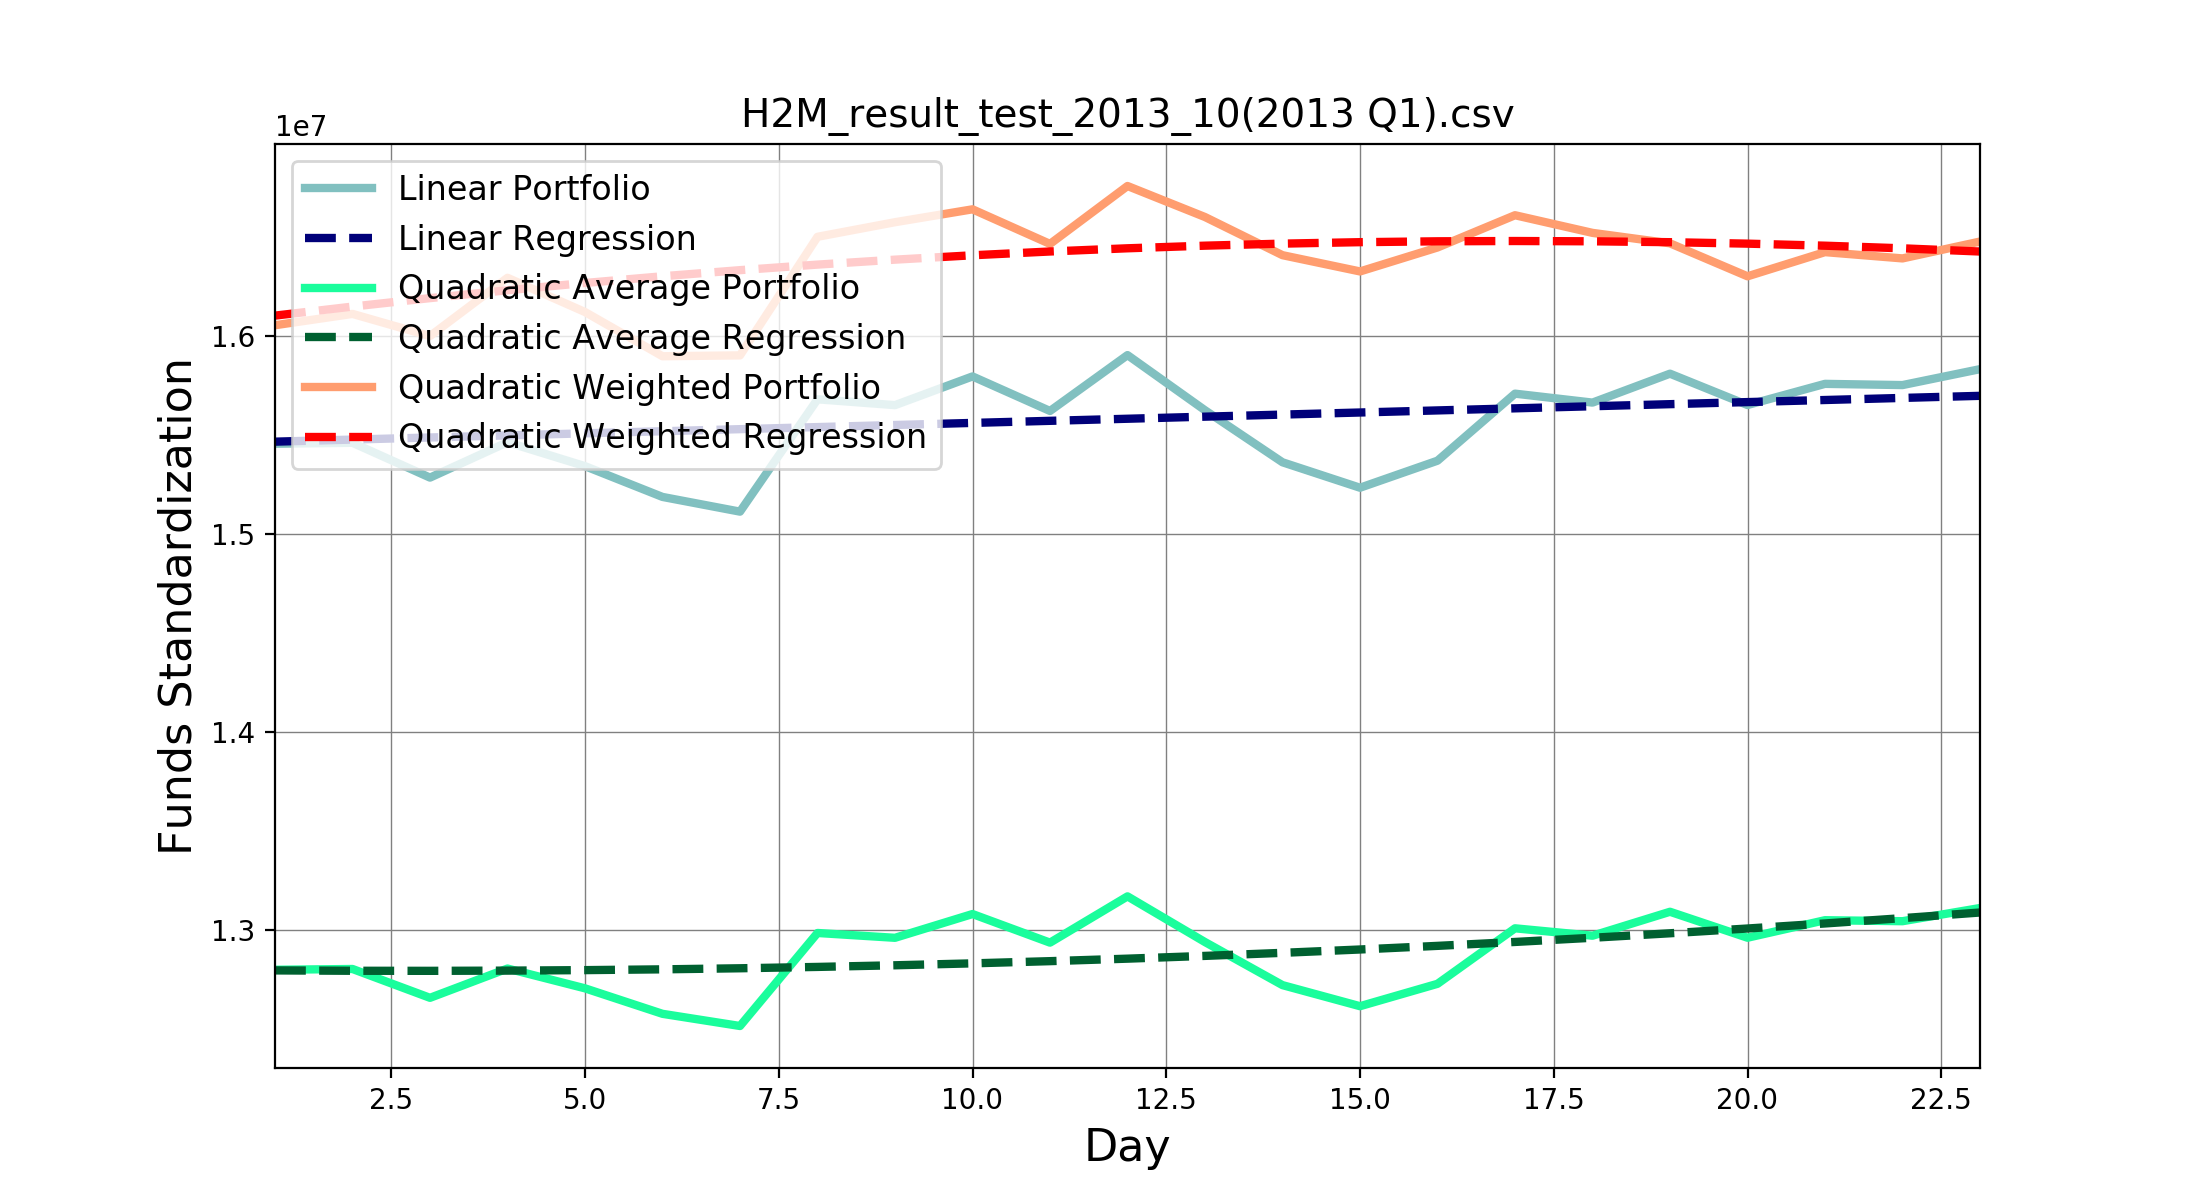 H2M_result_test_2013_10(2013 Q1).csv
1e7
Linear Portfolio
Linear Regression
Quadratic Average Portfolio
Quadratic Average Regression
Quadratic Weighted Portfolio
Quadratic Weighted Regression
Funds Standardization
1.6
1.5
1.4
1.3
2.5 5.0 7.5 10.0 12.5 15.0 17.5 20.0 22.5
Day